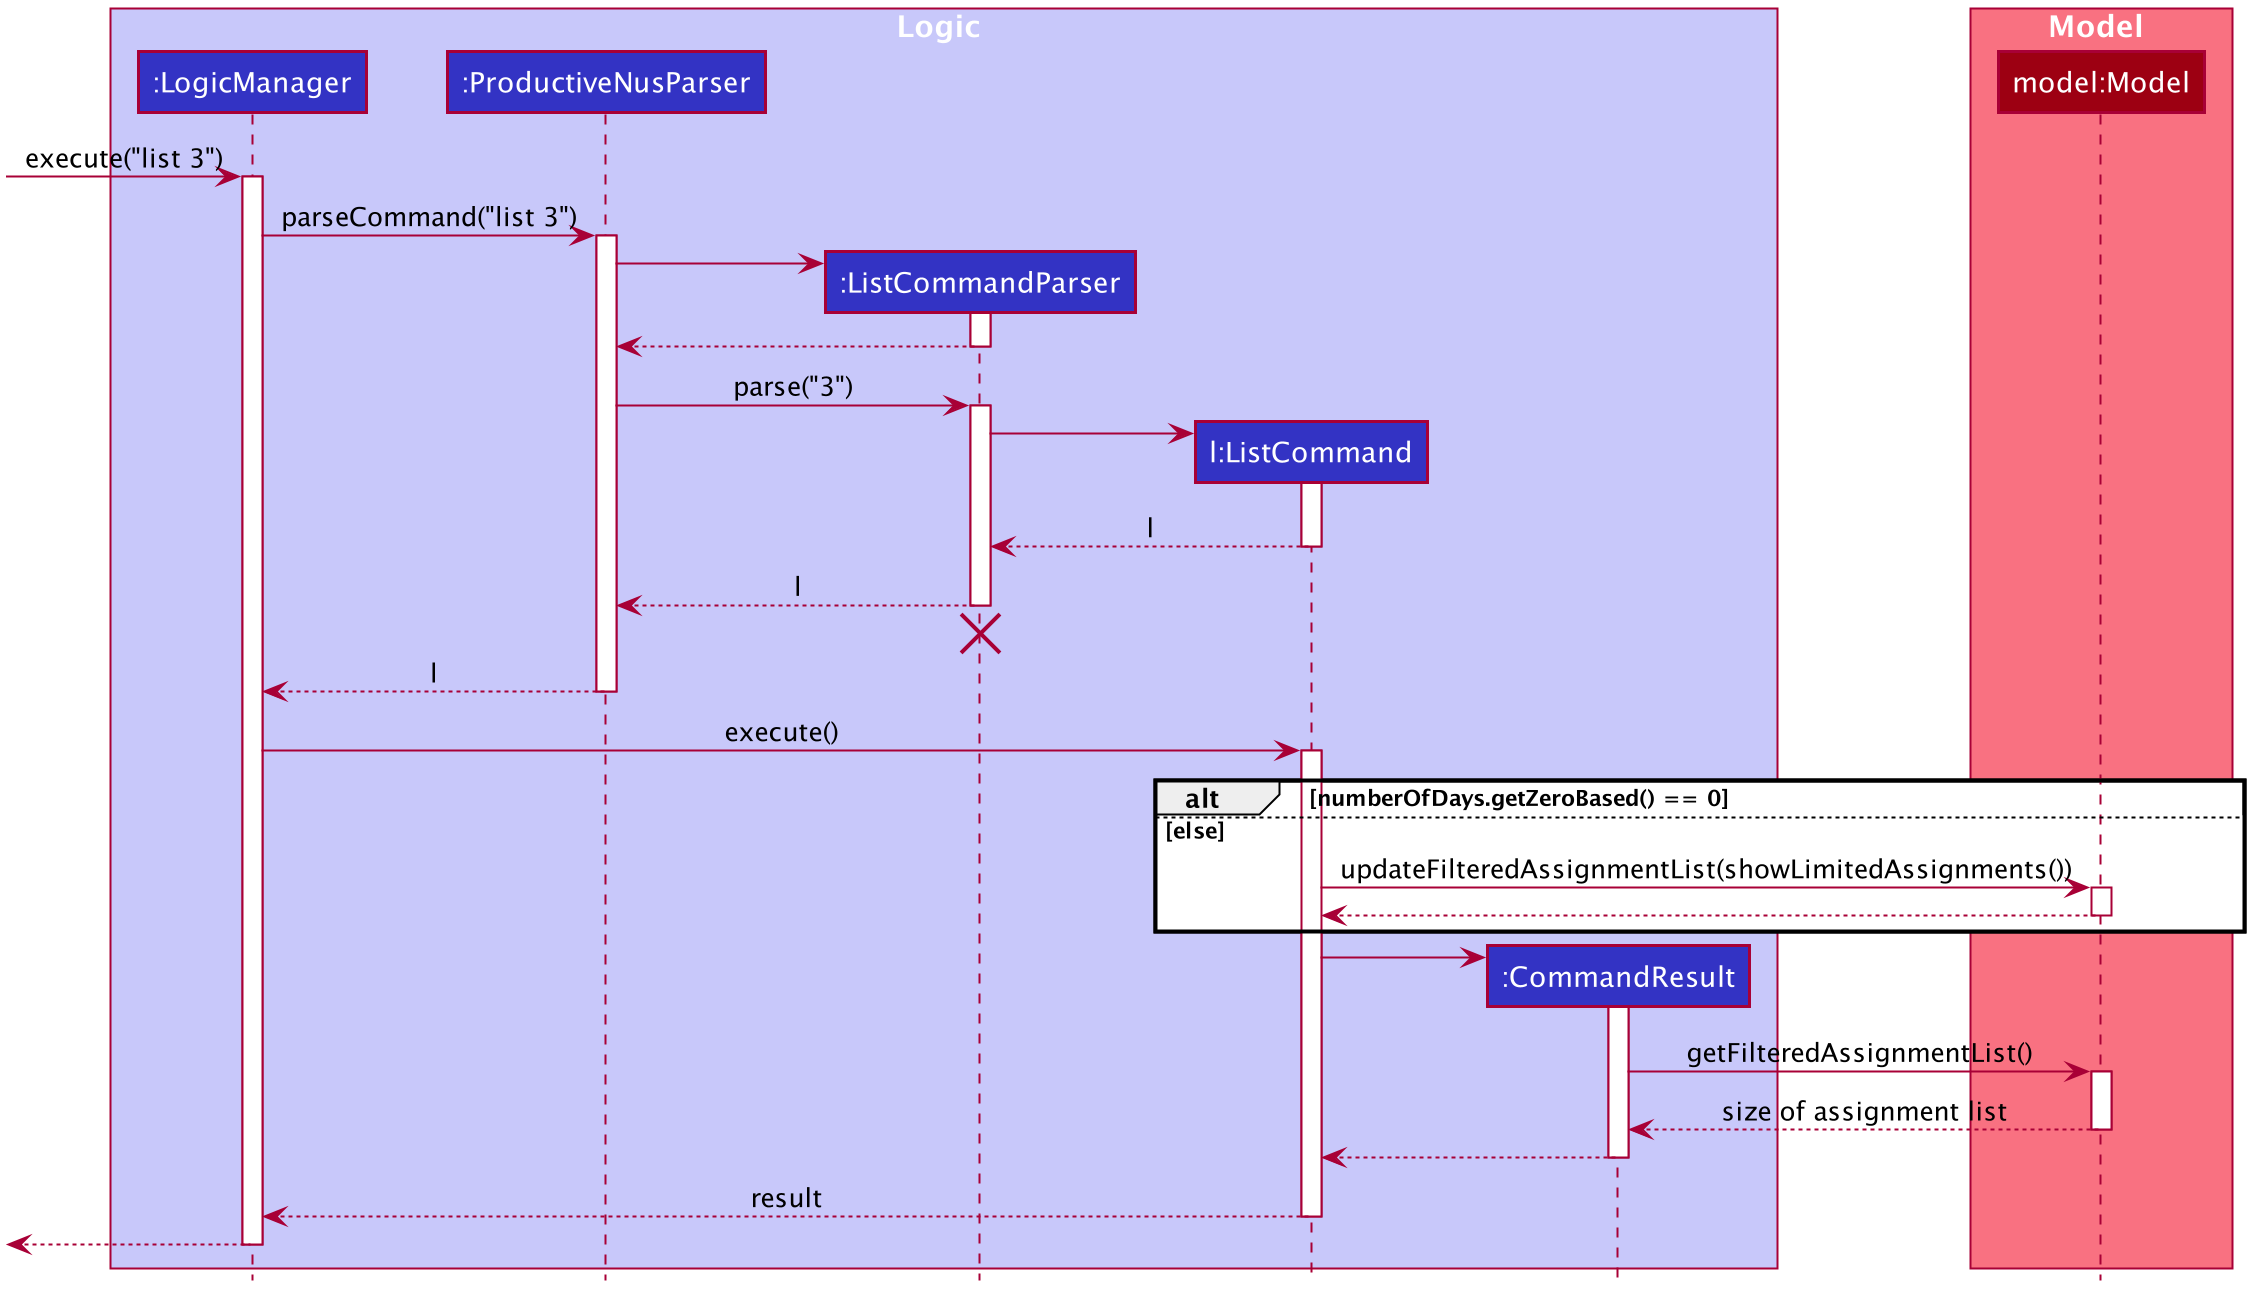 Logic
Model
:LogicManager
:ProductiveNusParser
model:Model
execute("list 3")
parseCommand("list 3")
:ListCommandParser
parse("3")
l:ListCommand
l
l
l
execute()
alt
[numberOfDays.getZeroBased() == 0]
[else]
updateFilteredAssignmentList(showLimitedAssignments())
:CommandResult
getFilteredAssignmentList()
size of assignment list
result